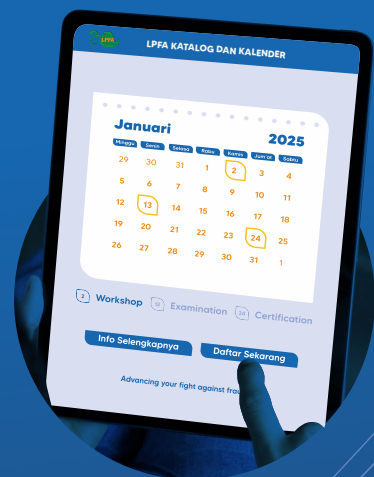 LPFA
LPFA KATALOG DAN KALENDER
Januari 2025
Minggu Senin Selasa Rabu Kamis Jum'at Sabtu
29 30 31 1 2 3 4
5 6 7 8 9 10 11
12 13 14 15 16 17 18
19 20 21 22 23 24 25
26 27 28 29 30 31 1
2 Workshop 13 Examination 24 Certification
Info Selengkapnya Daftar Sekarang
Advancing your fight against